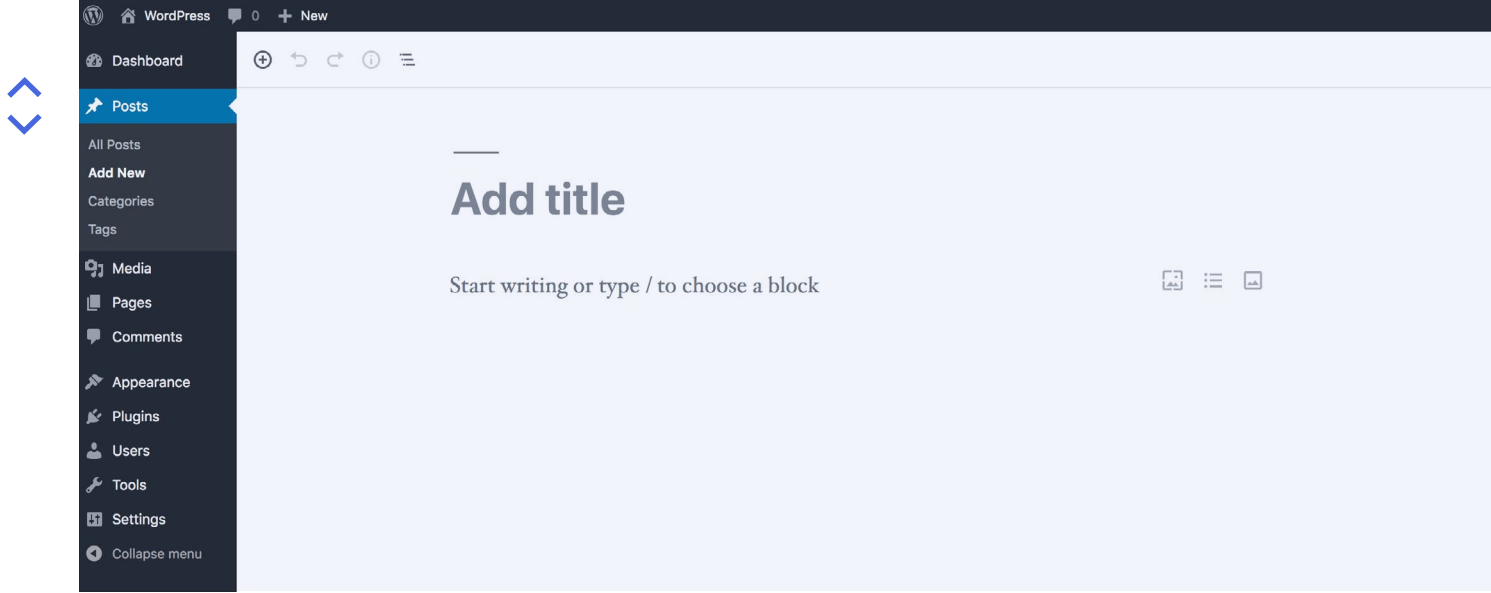 WordPress 0 New
Dashboard
Posts
All Posts
Add New
Categories
Tags
Media
Pages
Comments
Appearance
Plugins
Users
Tools
Settings
Collapse menu
Add title
Start writing or type / to choose a block